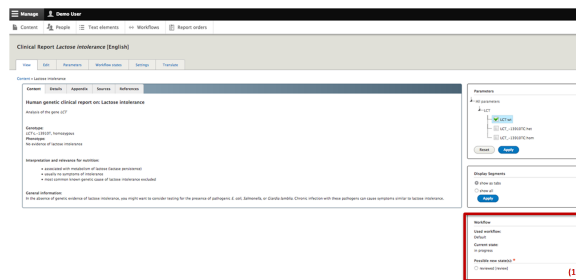 Manage Demo User
Content People Text elements Workflows Report orders
Clinical Report Lactose intolerance [English]
View Edit Parameters Workflow states Settings Translate
Content » Lactose intolerance
Content Details Appendix Sources References
Human genetic clinical report on: Lactose intolerance
Analysis of the gene LCT
Genotype:
LCT:c.-13910T, homozygous
Phenotype:
No evidence of lactose intolerance
Interpretation and relevance for nutrition:
associated with metabolism of lactose (lactase persistence)
usually no symptoms of intolerance
most common known genetic cause of lactose intolerance excluded
General information:
In the absence of genetic evidence of lactose intolerance, you might want to consider testing for the presence of pathogens E. coli, Salmonella, or Giardia lamblia. Chronic infection with these pathogens can cause symptoms similar to lactose intolerance.
Parameters
All parameters
LCT
LCT:wt
LCT_-13910TC:het
LCT_-13910TC:hom
Reset Apply
Display Segments
show as tabs
show all
Apply
Workflow
Used workflow:
Default
Current state:
In progress
Possible new state(s): *
reviewed [review]
(1